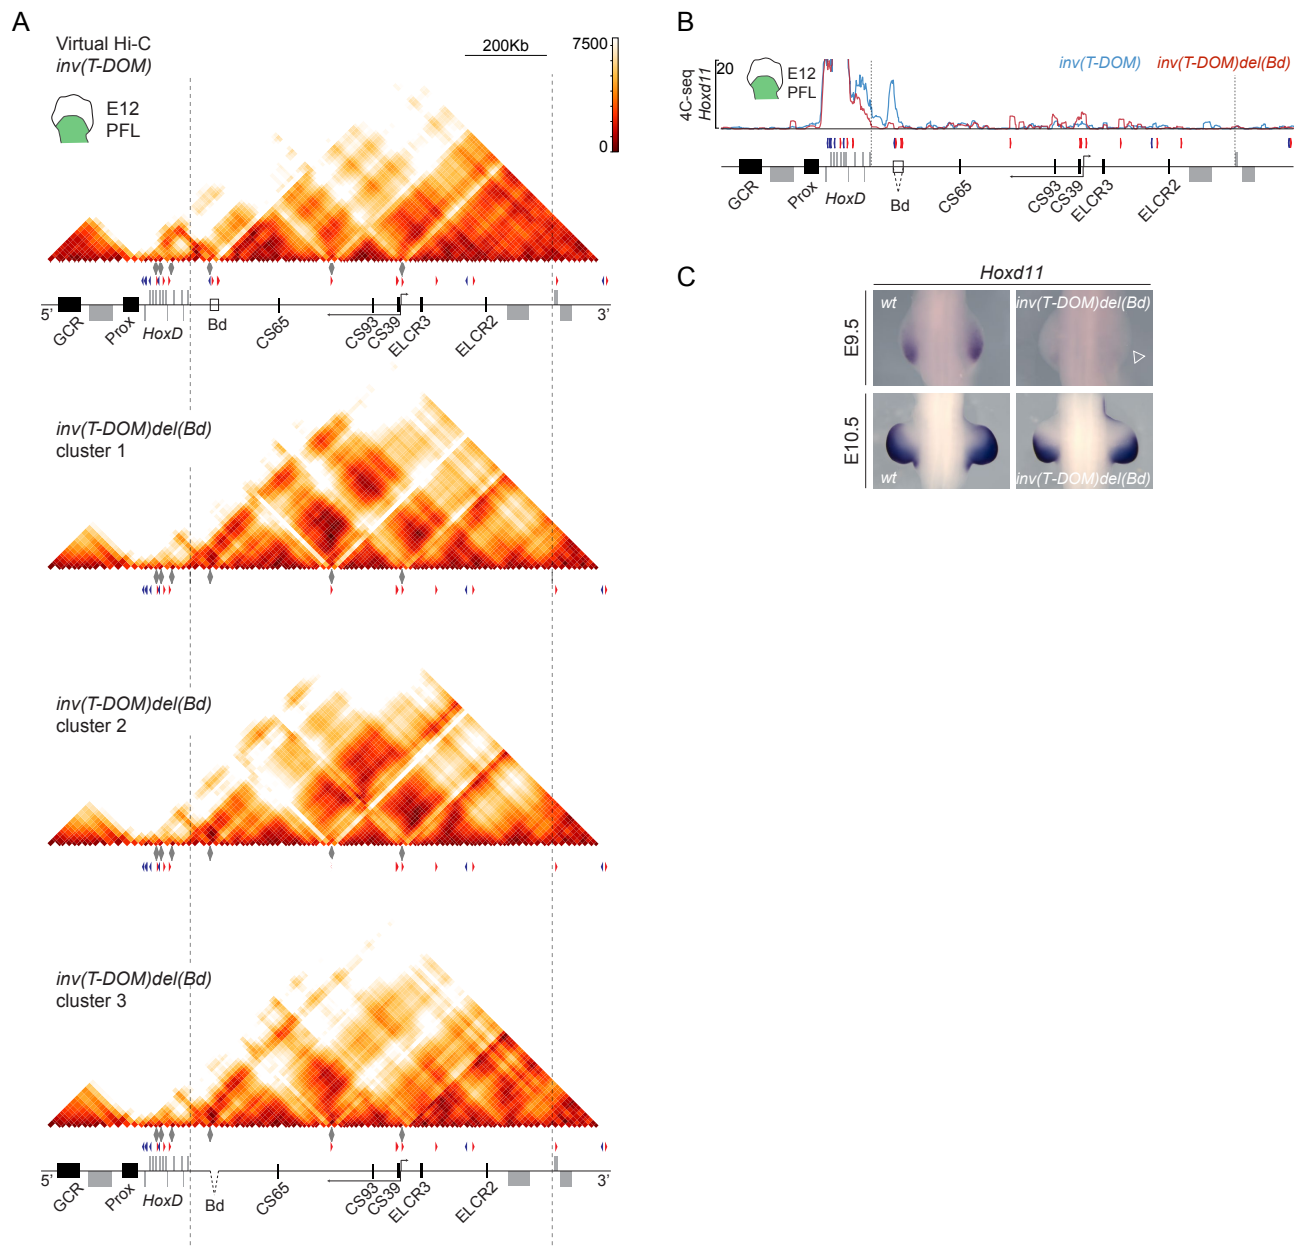 A
Virtual Hi-C
inv(T-DOM)
E12
PFL
200Kb
7500
0
5’
GCR
Prox
HoxD
Bd
CS65
CS93
CS39
ELCR3
ELCR2
3’
inv(T-DOM)del(Bd)
cluster 1
inv(T-DOM)del(Bd)
cluster 2
inv(T-DOM)del(Bd)
cluster 3
5’
GCR
Prox
HoxD
Bd
CS65
CS93
CS39
ELCR3
ELCR2
3’
B
4C-seq
Hoxd11
20
E12
PFL
inv(T-DOM) inv(T-DOM)del(Bd)
GCR
Prox
HoxD
Bd
CS65
CS93
CS39
ELCR3
ELCR2
C
Hoxd11
E9.5
wt
inv(T-DOM)del(Bd)
E10.5
wt
inv(T-DOM)del(Bd)